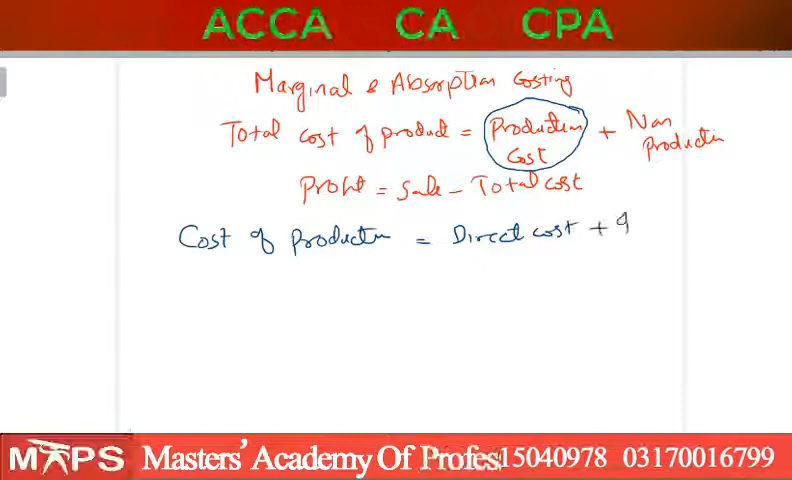 ACCA CA CPA
Marginal & Absorption Costing
Total cost of product = Production Cost + Non Production
Profit = Sale - Total cost
Cost of Production = Direct cost +
MAPS Masters' Academy Of Profes 15040978 03170016799